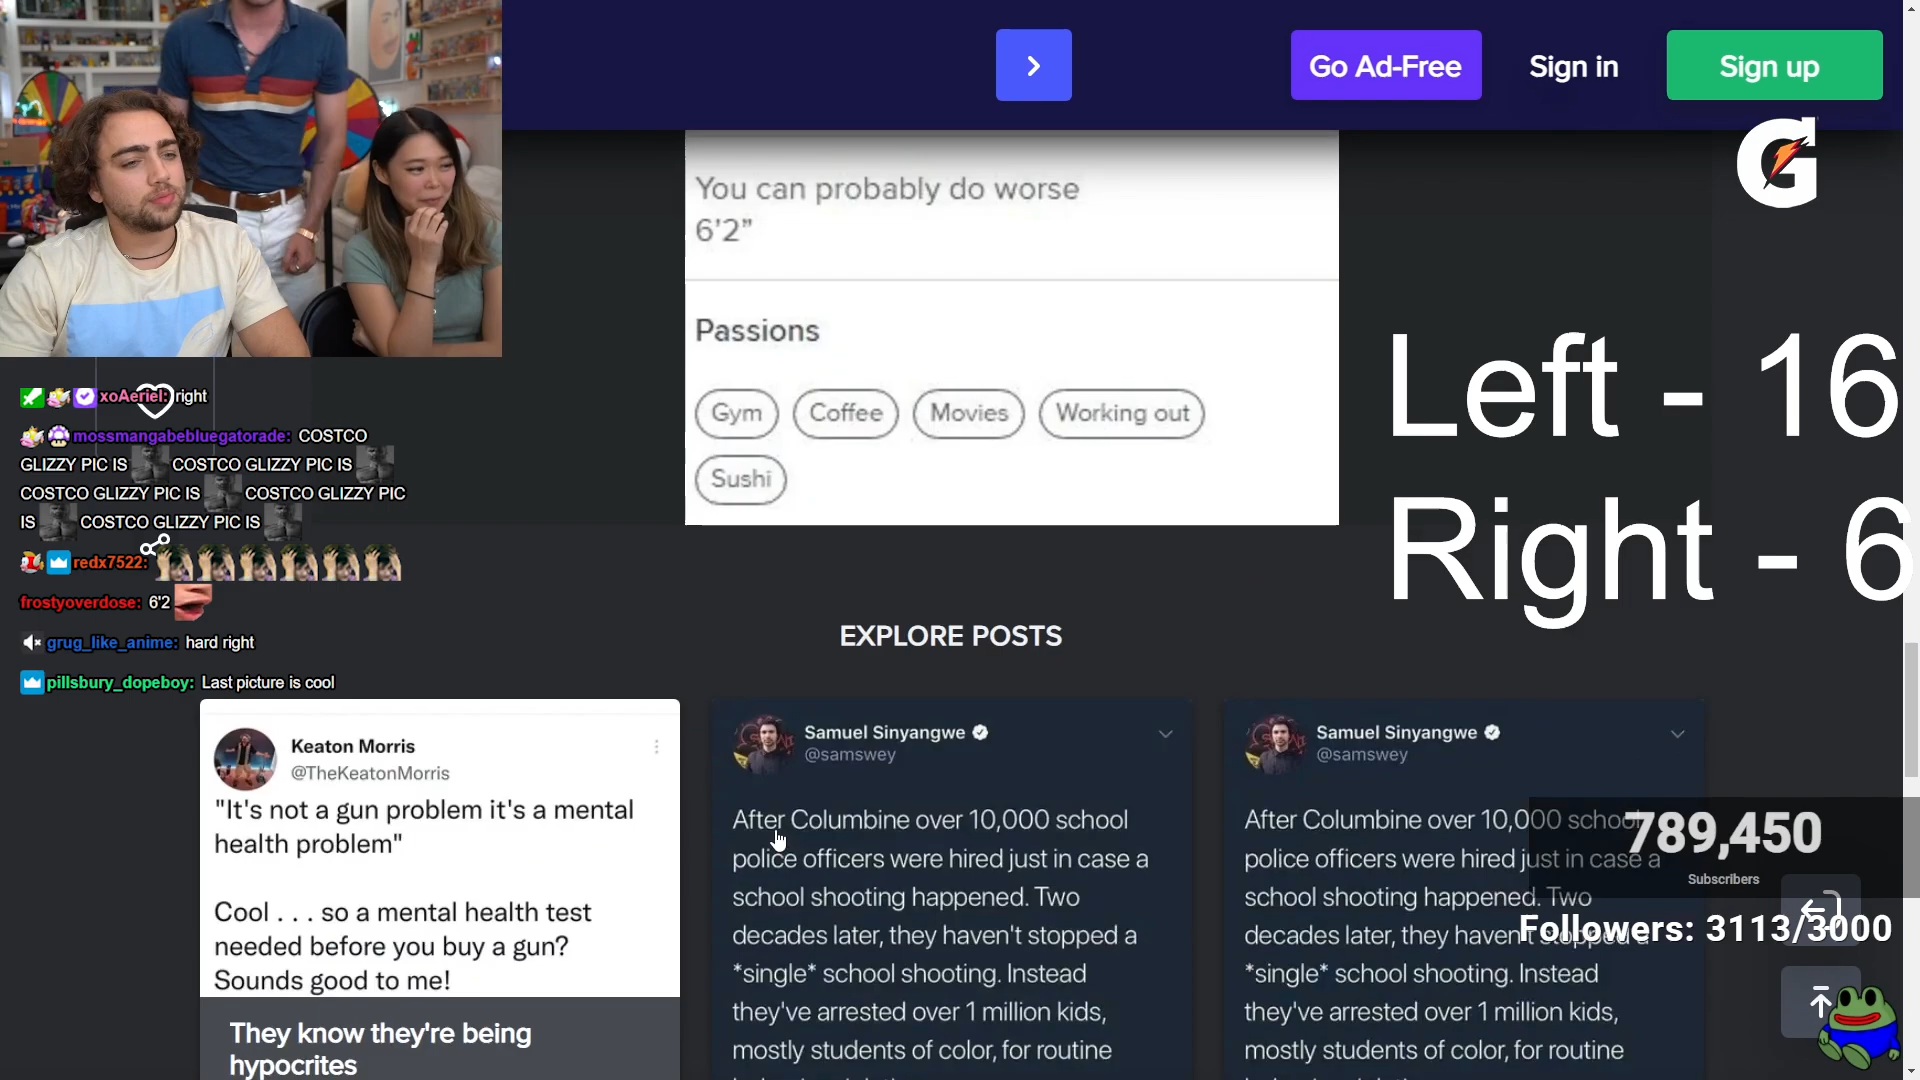 Go Ad-Free
Sign in
Sign up
G
You can probably do worse
6'2”
Passions
Gym
Coffee
Movies
Working out
Sushi
Left - 16
Right - 6
xoAeriel: right
mossmangabebluegatorade: COSTCO
GLIZZY PIC IS COSTCO GLIZZY PIC IS
COSTCO GLIZZY PIC IS COSTCO GLIZZY PIC
IS COSTCO GLIZZY PIC IS
redx7522:
frostyoverdose: 6'2
grug_like_anime: hard right
pillsbury_dopeboy: Last picture is cool
EXPLORE POSTS
Keaton Morris
@TheKeatonMorris
"It's not a gun problem it's a mental
health problem"
Cool . . . so a mental health test
needed before you buy a gun?
Sounds good to me!
They know they're being
hypocrites
Samuel Sinyangwe
@samswey
After Columbine over 10,000 school
police officers were hired just in case a
school shooting happened. Two
decades later, they haven't stopped a
*single* school shooting. Instead
they've arrested over 1 million kids,
mostly students of color, for routine
Samuel Sinyangwe
@samswey
After Columbine over 10,000 school
police officers were hired just in case a
school shooting happened. Two
decades later, they haven't stopped a
*single* school shooting. Instead
they've arrested over 1 million kids,
mostly students of color, for routine
789,450
Subscribers
Followers: 3113/3000